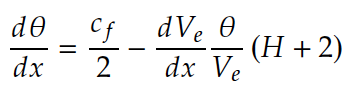 dθ/dx = c_f/2 − dV_e/dx θ/V_e (H + 2)